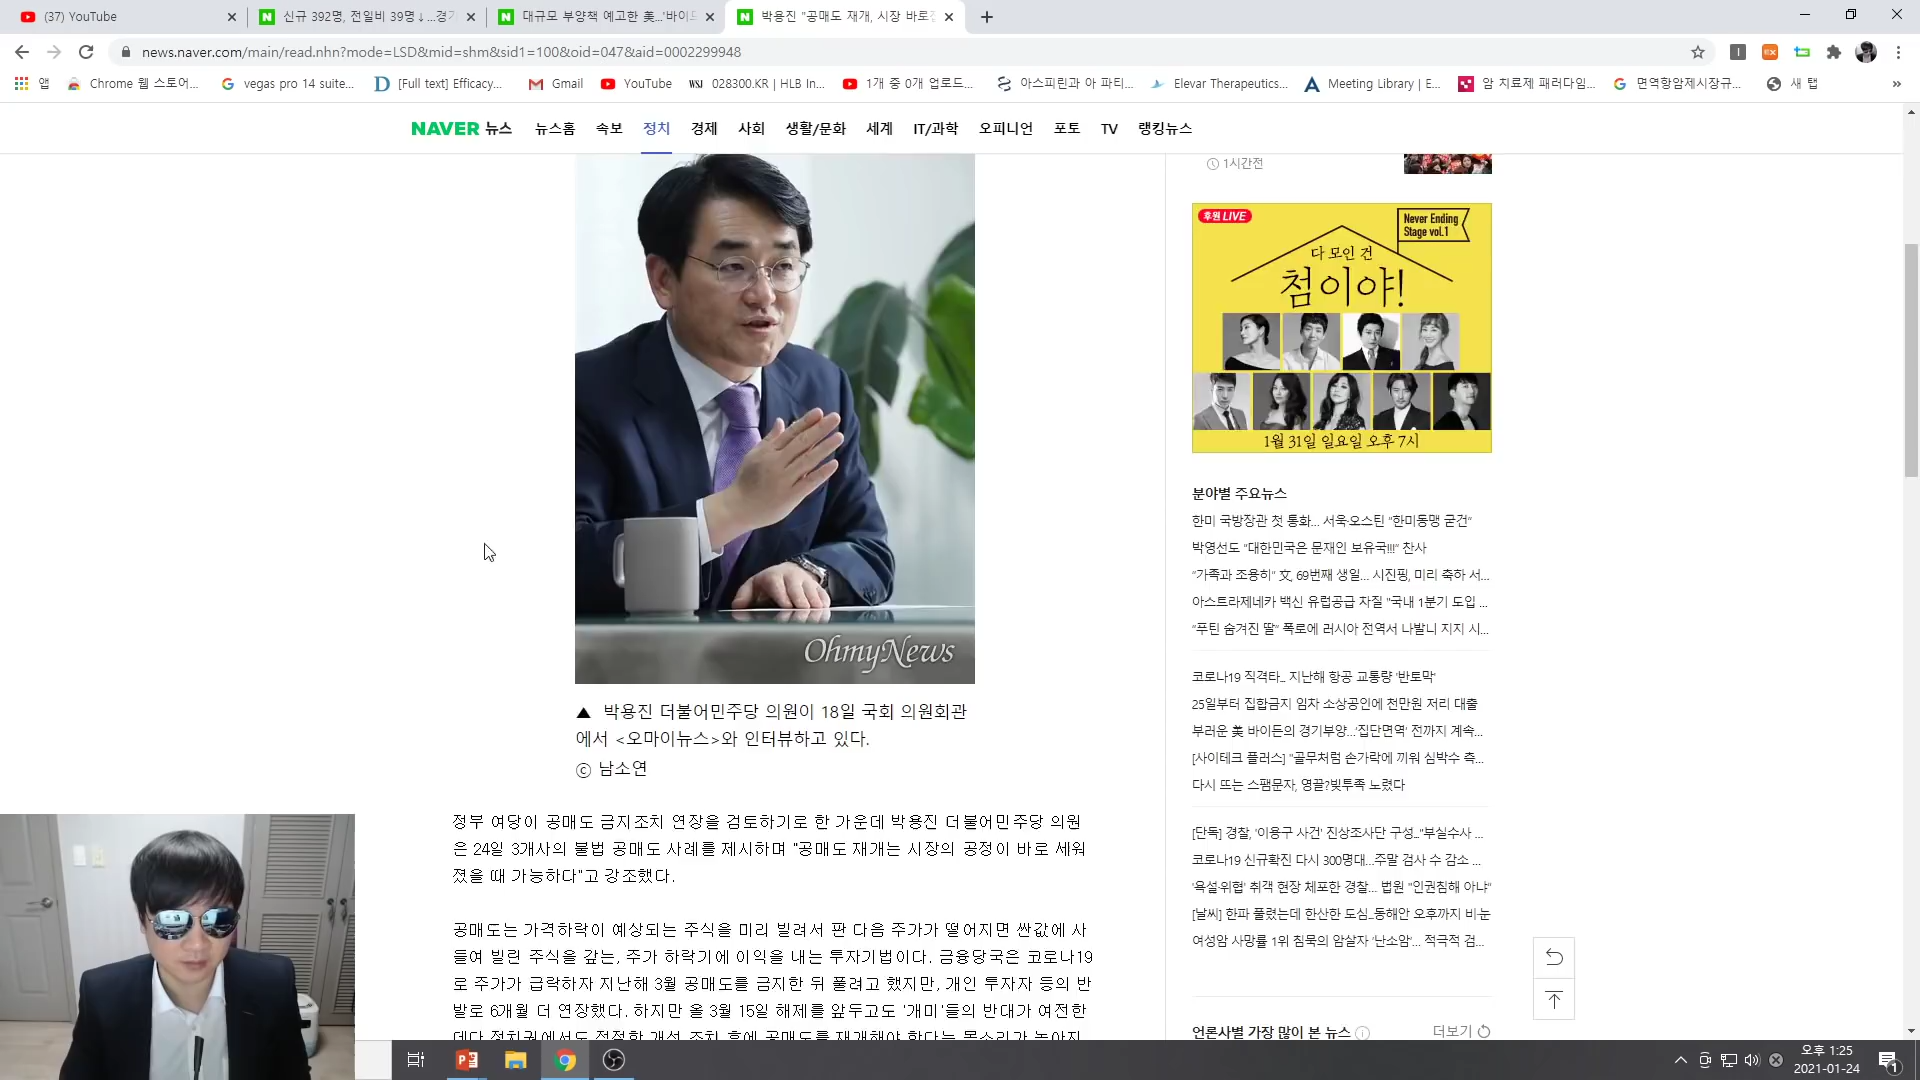 (37) YouTube
신규 392명, 전일비 39명↓...경기
대규모 부양책 예고한 美...'바이드
박용진 "공매도 재개, 시장 바로
news.naver.com/main/read.nhn?mode=LSD&mid=shm&sid1=100&oid=047&aid=0002299948
앱
Chrome 웹 스토어...
vegas pro 14 suite...
[Full text] Efficacy...
Gmail
YouTube
028300.KR | HLB In...
1개 중 0개 업로드...
아스피린과 아 파티...
Elevar Therapeutics...
Meeting Library | E...
암 치료제 패러다임...
면역항암제시장규...
새 탭
NAVER 뉴스
뉴스홈 속보 정치 경제 사회 생활/문화 세계 IT/과학 오피니언 포토 TV 랭킹뉴스
1시간전
후원 LIVE
Never Ending
Stage vol.1
다 모인 건
첨이야!
1월 31일 일요일 오후 7시
OhmyNews
▲ 박용진 더불어민주당 의원이 18일 국회 의원회관
에서 <오마이뉴스>와 인터뷰하고 있다.
ⓒ 남소연
정부 여당이 공매도 금지조치 연장을 검토하기로 한 가운데 박용진 더불어민주당 의원
은 24일 3개사의 불법 공매도 사례를 제시하며 "공매도 재개는 시장의 공정이 바로 세워
졌을 때 가능하다"고 강조했다.
공매도는 가격하락이 예상되는 주식을 미리 빌려서 판 다음 주가가 떨어지면 싼값에 사
들여 빌린 주식을 갚는, 주가 하락기에 이익을 내는 투자기법이다. 금융당국은 코로나19
로 주가가 급락하자 지난해 3월 공매도를 금지한 뒤 풀려고 했지만, 개인 투자자 등의 반
발로 6개월 더 연장했다. 하지만 올 3월 15일 해제를 앞두고도 '개미'들의 반대가 여전한
데다 정치권에서도 적절한 개선 조치 후에 공매도를 재개해야 한다는 목소리가 높아지
분야별 주요뉴스
한미 국방장관 첫 통화... 서욱·오스틴 "한미동맹 굳건"
박영선도 "대한민국은 문재인 보유국!!!" 찬사
"가족과 조용히" 文, 69번째 생일... 시진핑, 미리 축하 서...
아스트라제네카 백신 유럽공급 차질 "국내 1분기 도입 ...
"푸틴 숨겨진 딸" 폭로에 러시아 전역서 나발니 지지 시...
코로나19 직격타... 지난해 항공 교통량 '반토막'
25일부터 집합금지 임차 소상공인에 천만원 저리 대출
부러운 美 바이든의 경기부양...'집단면역' 전까지 계속...
[사이테크 플러스] "골무처럼 손가락에 끼워 심박수 측...
다시 뜨는 스팸문자, 영끌?빚투족 노렸다
[단독] 경찰, '이용구 사건' 진상조사단 구성..."부실수사 ...
코로나19 신규확진 다시 300명대...주말 검사 수 감소 ...
'욕설·위협' 취객 현장 체포한 경찰... 법원 "인권침해 아냐"
[날씨] 한파 풀렸는데 한산한 도심...동해안 오후까지 비·눈
여성암 사망률 1위 침묵의 암살자 '난소암'... 적극적 검...
언론사별 가장 많이 본 뉴스
더보기
오후 1:25
2021-01-24
1